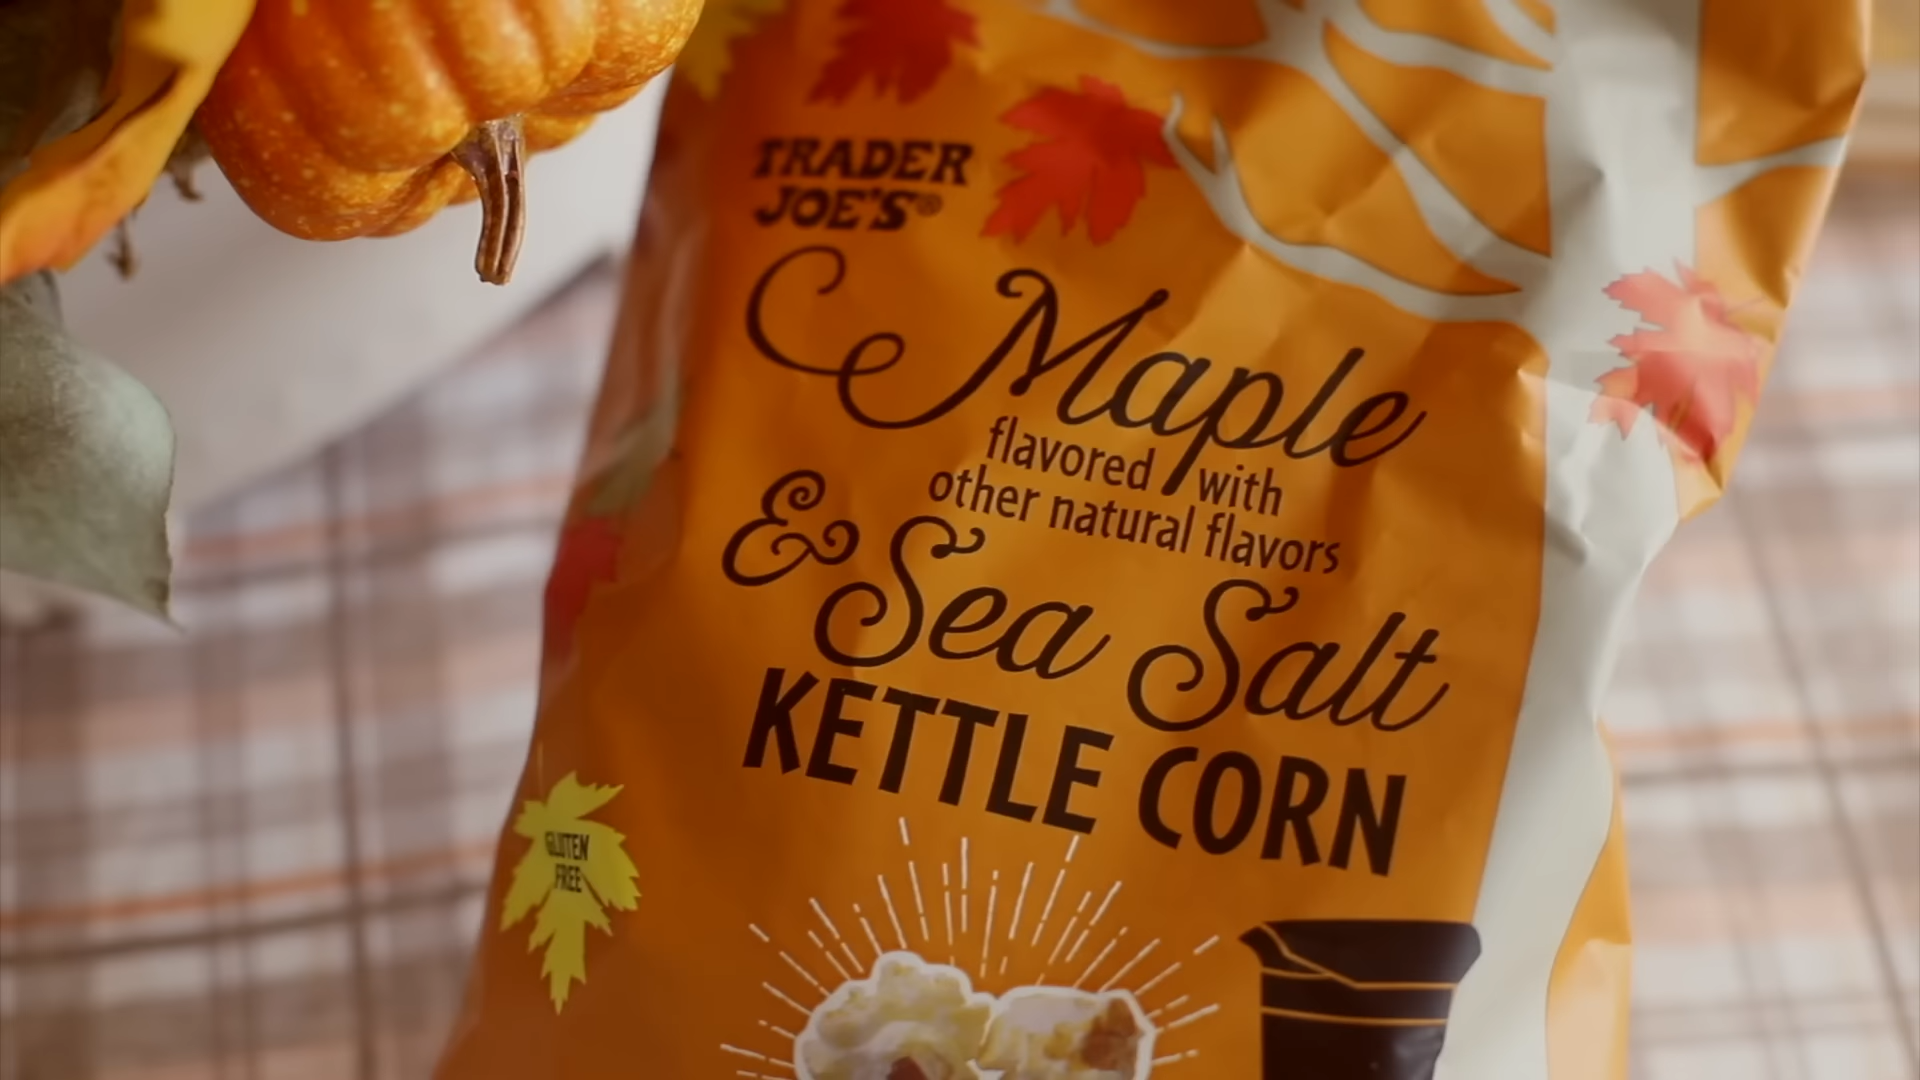 TRADER
JOE'S®
Maple
flavored with
other natural flavors
& Sea Salt
KETTLE CORN
GLUTEN
FREE